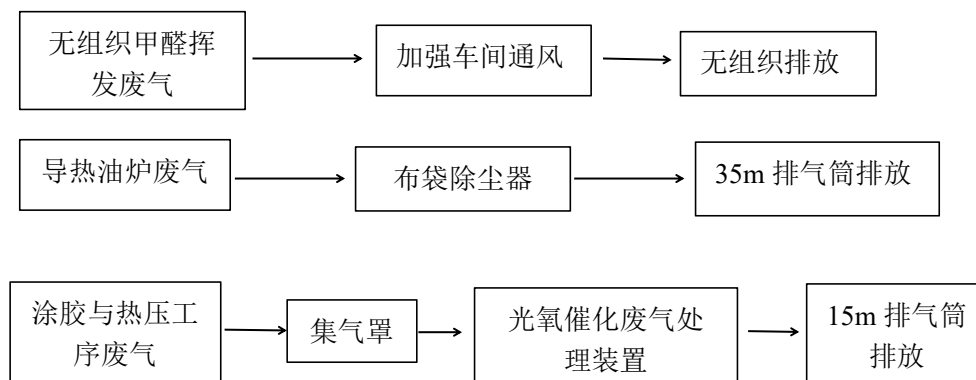 无组织甲醛挥
发废气
加强车间通风
无组织排放
导热油炉废气
布袋除尘器
35m 排气筒排放
涂胶与热压工
序废气
集气罩
光氧催化废气处
理装置
15m 排气筒
排放